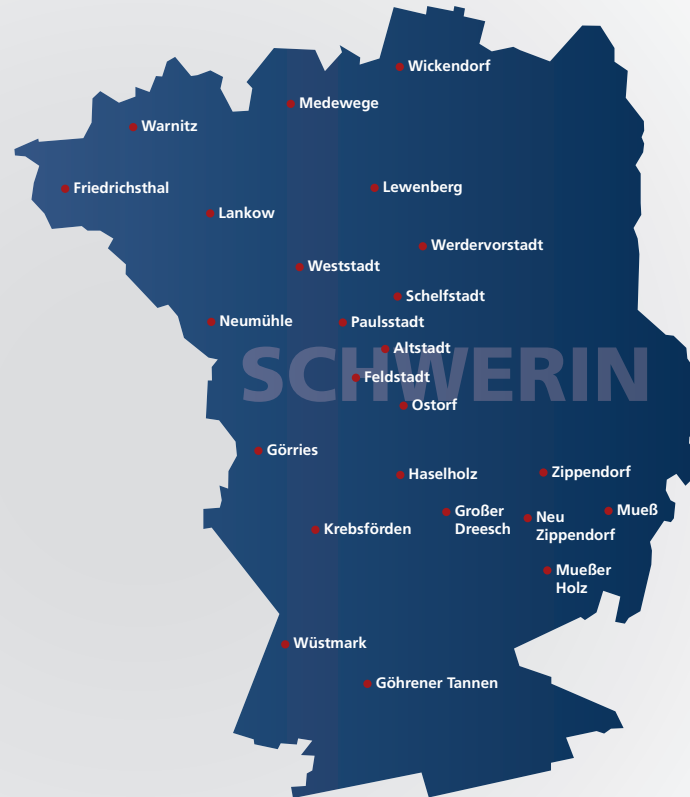 Wickendorf
Medewege
Warnitz
Friedrichsthal
Lewenberg
Lankow
Werdervorstadt
Weststadt
Schelfstadt
Neumühle
Paulsstadt
Altstadt
SCHWERIN
Feldstadt
Ostorf
Görries
Haselholz
Zippendorf
Großer
Dreesch
Neu
Zippendorf
Mueß
Krebsförden
Mueßer
Holz
Wüstmark
Göhrener Tannen